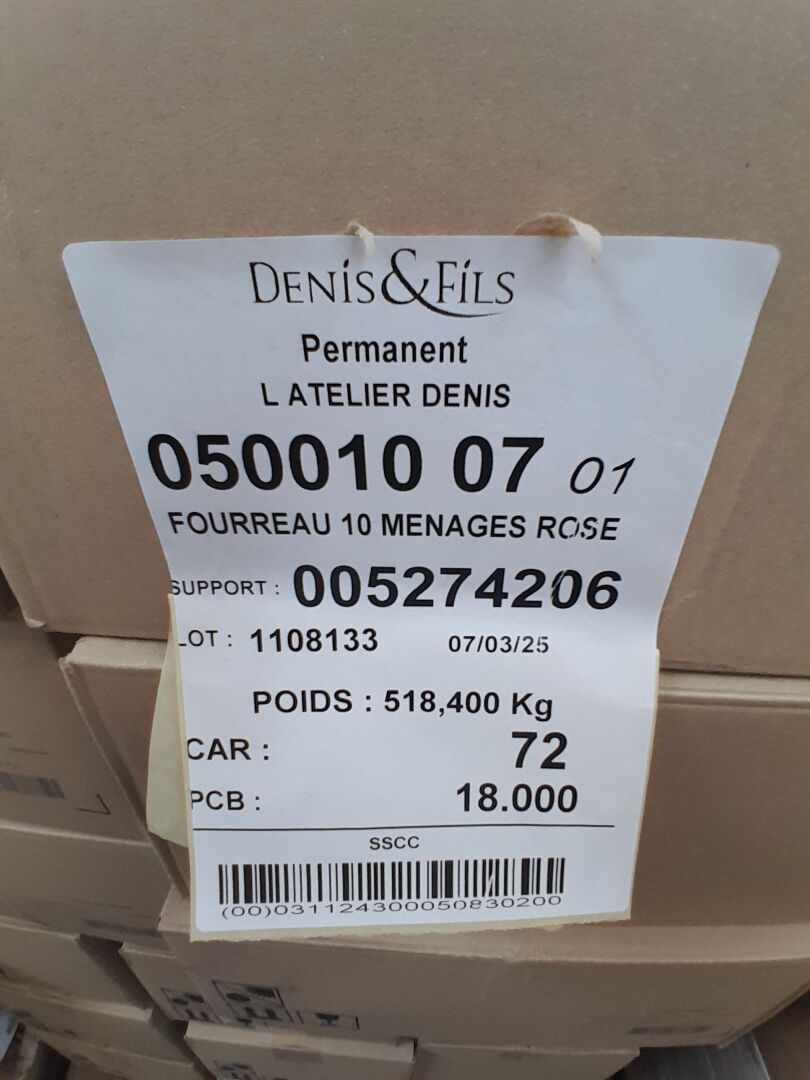 DENIS&FILS
Permanent
L ATELIER DENIS
050010 07 01
FOURREAU 10 MENAGES ROSE
SUPPORT : 005274206
LOT : 1108133 07/03/25
POIDS : 518,400 Kg
CAR : 72
PCB : 18.000
SSCC
(00)031124300050830200